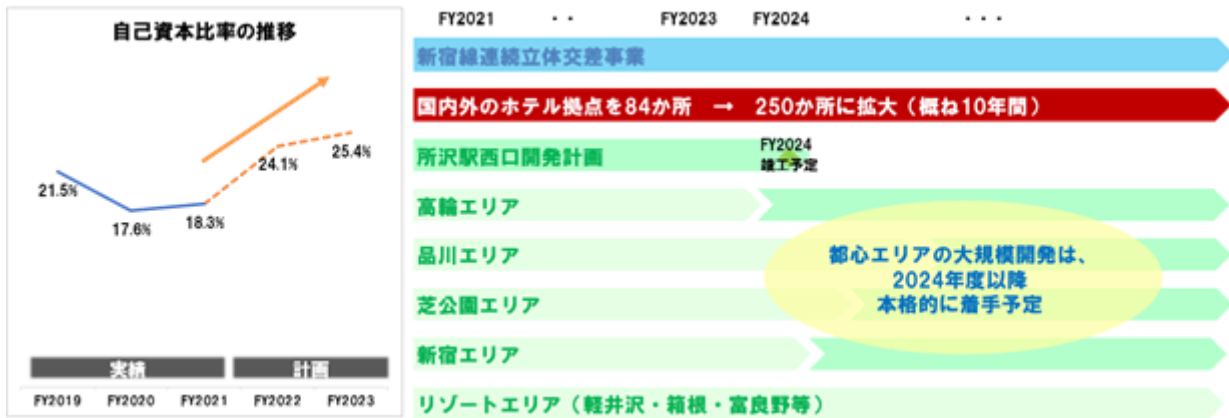 自己資本比率の推移
21.5%
17.6%
18.3%
24.1%
25.4%
実績
計画
FY2019
FY2020
FY2021
FY2022
FY2023
FY2021
・・
FY2023
FY2024
・・・
新宿線連続立体交差事業
国内外のホテル拠点を84か所 → 250か所に拡大（概ね10年間）
所沢駅西口開発計画
FY2024
竣工予定
高輪エリア
品川エリア
芝公園エリア
新宿エリア
リゾートエリア（軽井沢・箱根・富良野等）
都心エリアの大規模開発は、
2024年度以降
本格的に着手予定